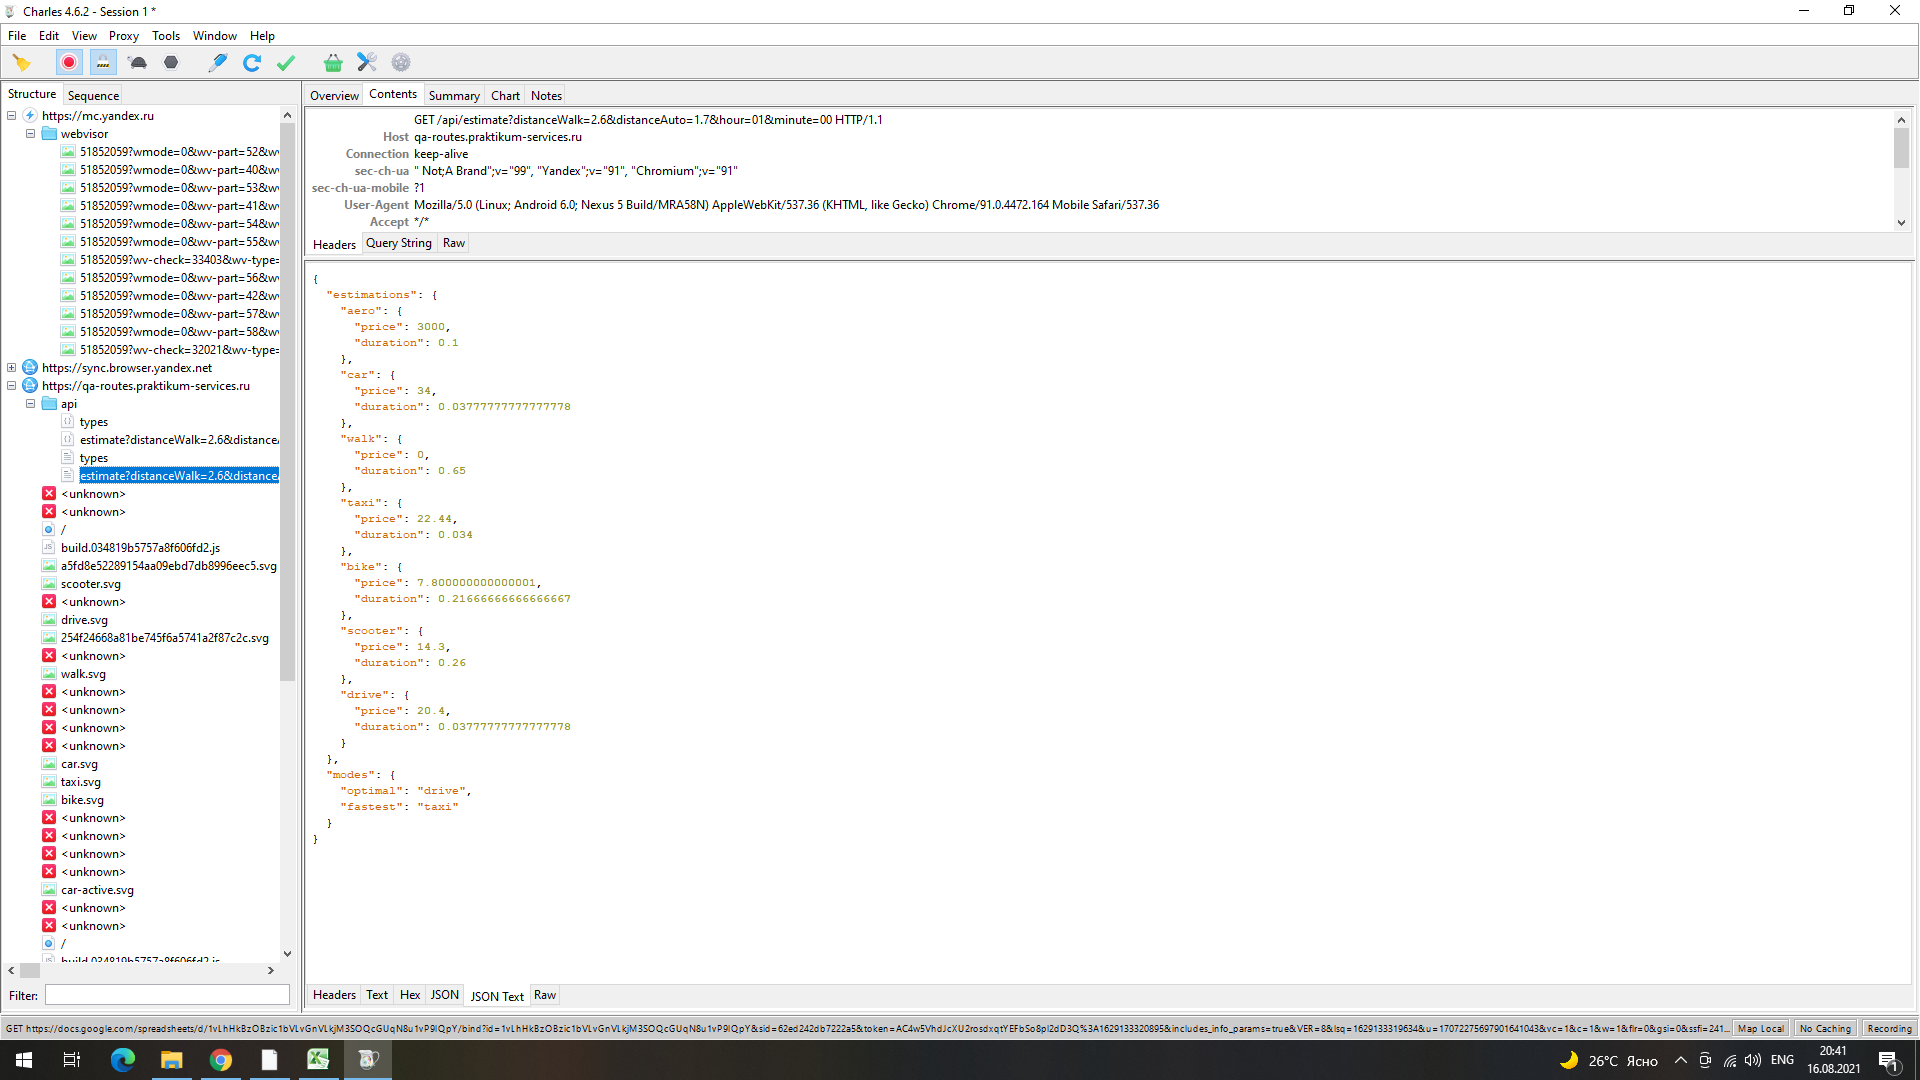 Charles 4.6.2 - Session 1 *
File Edit View Proxy Tools Window Help
Structure Sequence
https://mc.yandex.ru
webvisor
51852059?wmode=0&wv-part=52&w
51852059?wmode=0&wv-part=40&w
51852059?wmode=0&wv-part=53&w
51852059?wmode=0&wv-part=41&w
51852059?wmode=0&wv-part=54&w
51852059?wmode=0&wv-part=55&w
51852059?wv-check=33403&wv-type=
51852059?wmode=0&wv-part=56&w
51852059?wmode=0&wv-part=42&w
51852059?wmode=0&wv-part=57&w
51852059?wmode=0&wv-part=58&w
51852059?wv-check=32021&wv-type=
https://sync.browser.yandex.net
https://qa-routes.praktikum-services.ru
api
types
estimate?distanceWalk=2.6&distance
types
estimate?distanceWalk=2.6&distance
<unknown>
<unknown>
/
build.034819b5757a8f606fd2.js
a5fd8e52289154aa09ebd7db8996eec5.svg
scooter.svg
<unknown>
drive.svg
254f24668a81be745f6a5741a2f87c2c.svg
<unknown>
walk.svg
<unknown>
<unknown>
<unknown>
<unknown>
car.svg
taxi.svg
bike.svg
<unknown>
<unknown>
<unknown>
<unknown>
car-active.svg
<unknown>
<unknown>
/
build.034819b5757a8f606fd2.js
Filter:
Overview Contents Summary Chart Notes
GET /api/estimate?distanceWalk=2.6&distanceAuto=1.7&hour=01&minute=00 HTTP/1.1
Host qa-routes.praktikum-services.ru
Connection keep-alive
sec-ch-ua " Not;A Brand";v="99", "Yandex";v="91", "Chromium";v="91"
sec-ch-ua-mobile ?1
User-Agent Mozilla/5.0 (Linux; Android 6.0; Nexus 5 Build/MRA58N) AppleWebKit/537.36 (KHTML, like Gecko) Chrome/91.0.4472.164 Mobile Safari/537.36
Accept */*
Headers Query String Raw
{
"estimations": {
"aero": {
"price": 3000,
"duration": 0.1
},
"car": {
"price": 34,
"duration": 0.03777777777777778
},
"walk": {
"price": 0,
"duration": 0.65
},
"taxi": {
"price": 22.44,
"duration": 0.034
},
"bike": {
"price": 7.800000000000001,
"duration": 0.21666666666666667
},
"scooter": {
"price": 14.3,
"duration": 0.26
},
"drive": {
"price": 20.4,
"duration": 0.03777777777777778
}
},
"modes": {
"optimal": "drive",
"fastest": "taxi"
}
}
Headers Text Hex JSON JSON Text Raw
GET https://docs.google.com/spreadsheets/d/1vLhHkBzOBzic1bVLvGnVLkjM3SOQcGUqN8u1vP9IQpY/bind?id=1vLhHkBzOBzic1bVLvGnVLkjM3SOQcGUqN8u1vP9IQpY&sid=62ed242db7222a5&token=AC4w5VhdJcXU2rosdxqtYEFbSo8pl2dD3Q%3A1629133320895&includes_info_params=true&VER=8&lsq=1629133319634&u=17072275697901641043&vc=1&c=1&w=1&flr=0&gsi=0&ssfi=241...
Map Local No Caching Recording
26°C Ясно ENG 20:41
16.08.2021
1